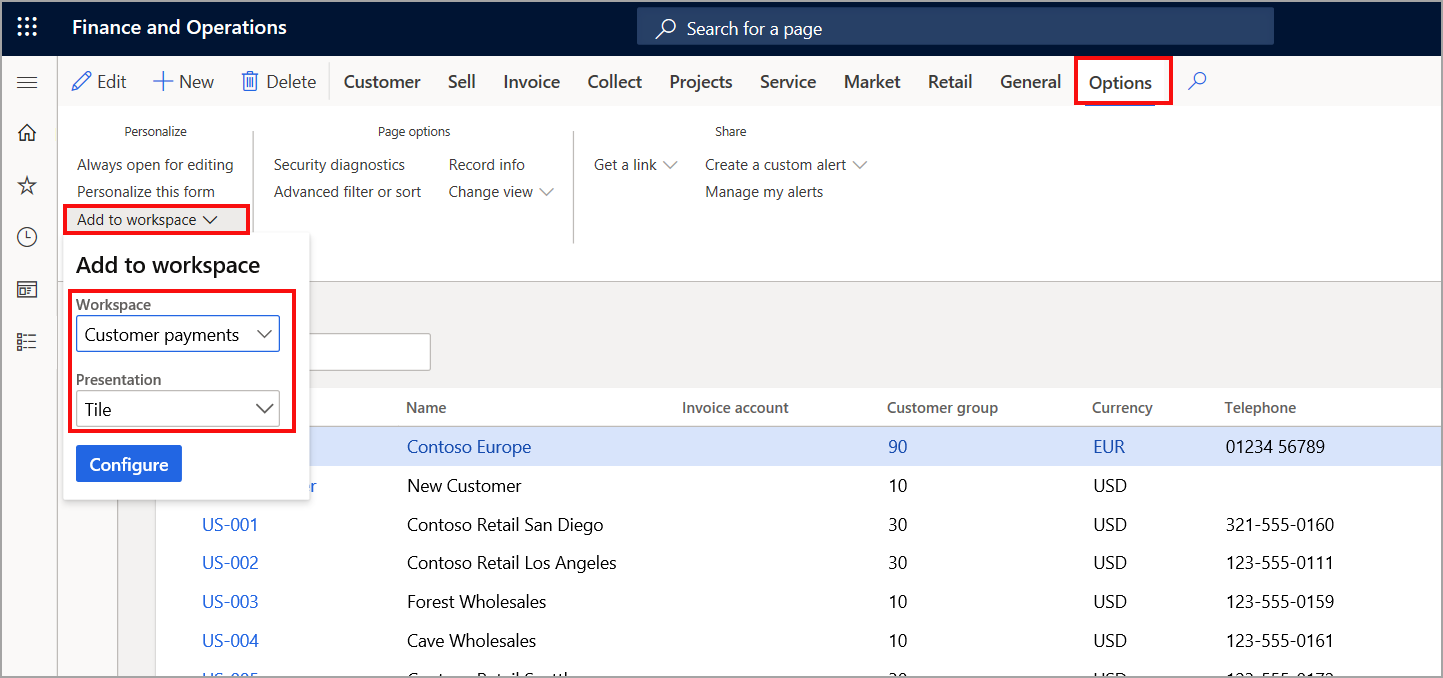 Finance and Operations
Search for a page
Edit New Delete Customer Sell Invoice Collect Projects Service Market Retail General Options
Personalize Page options Share
Always open for editing Security diagnostics Record info Get a link Create a custom alert
Personalize this form Advanced filter or sort Change view Manage my alerts
Add to workspace
Add to workspace
Workspace
Customer payments
Presentation
Tile
Configure
Name Invoice account Customer group Currency Telephone
Contoso Europe 90 EUR 01234 56789
r New Customer 10 USD
US-001 Contoso Retail San Diego 30 USD 321-555-0160
US-002 Contoso Retail Los Angeles 30 USD 123-555-0111
US-003 Forest Wholesales 10 USD 123-555-0159
US-004 Cave Wholesales 10 USD 123-555-0161